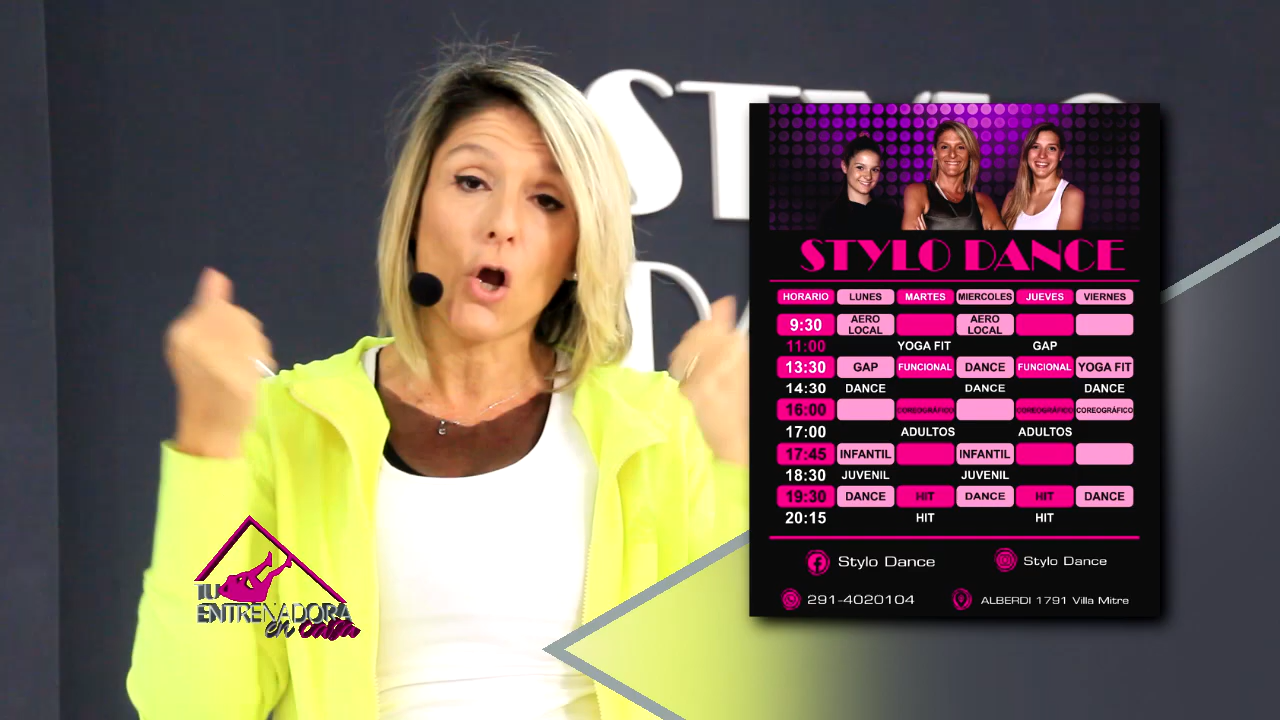 STYLO
D
TU
ENTRENADORA
en casa
STYLO DANCE
HORARIO LUNES MARTES MIERCOLES JUEVES VIERNES
9:30 AERO LOCAL AERO LOCAL
11:00 YOGA FIT GAP
13:30 GAP FUNCIONAL DANCE FUNCIONAL YOGA FIT
14:30 DANCE DANCE DANCE
16:00 COREOGRÁFICO COREOGRÁFICO COREOGRÁFICO
17:00 ADULTOS ADULTOS
17:45 INFANTIL INFANTIL
18:30 JUVENIL JUVENIL
19:30 DANCE HIT DANCE HIT DANCE
20:15 HIT HIT
Stylo Dance Stylo Dance
291-4020104 ALBERDI 1791 Villa Mitre